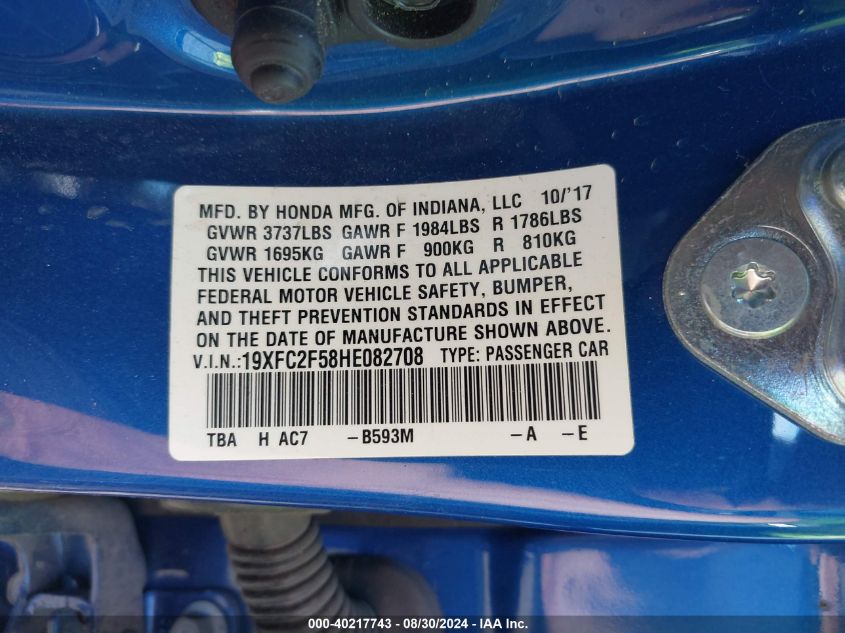 MFD. BY HONDA MFG. OF INDIANA, LLC 10/'17
GVWR 3737LBS GAWR F 1984LBS R 1786LBS
GVWR 1695KG GAWR F 900KG R 810KG
THIS VEHICLE CONFORMS TO ALL APPLICABLE
FEDERAL MOTOR VEHICLE SAFETY, BUMPER,
AND THEFT PREVENTION STANDARDS IN EFFECT
ON THE DATE OF MANUFACTURE SHOWN ABOVE.
V.I.N.:19XFC2F58HE082708 TYPE: PASSENGER CAR
TBA H AC7 -B593M -A -E
000-40217743 — 08/30/2024 - IAA Inc.